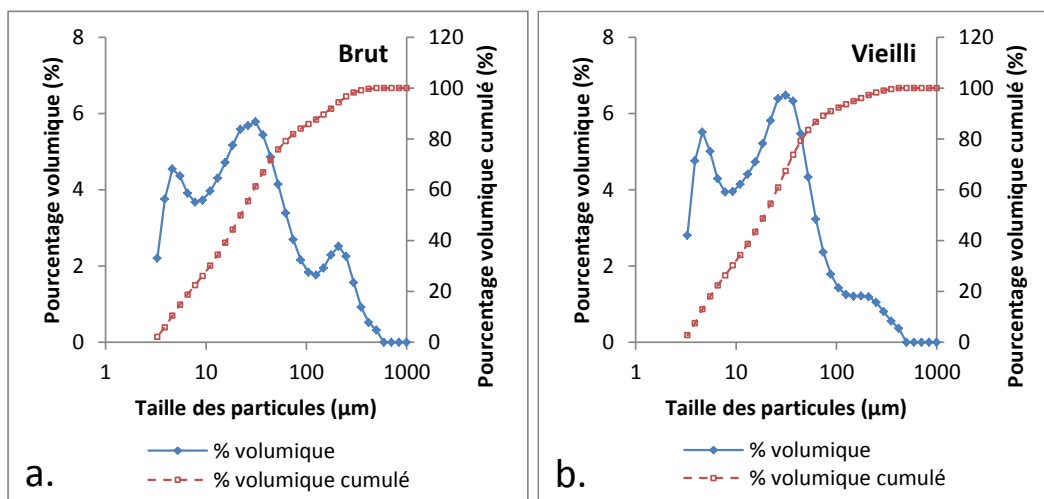 Brut
Pourcentage volumique (%)
8
6
4
2
0
Pourcentage volumique cumulé (%)
120
100
80
60
40
20
0
1 10 100 1000
Taille des particules (µm)
% volumique
% volumique cumulé
a.
Vieilli
Pourcentage volumique (%)
8
6
4
2
0
Pourcentage volumique cumulé (%)
120
100
80
60
40
20
0
1 10 100 1000
Taille des particules (µm)
% volumique
% volumique cumulé
b.